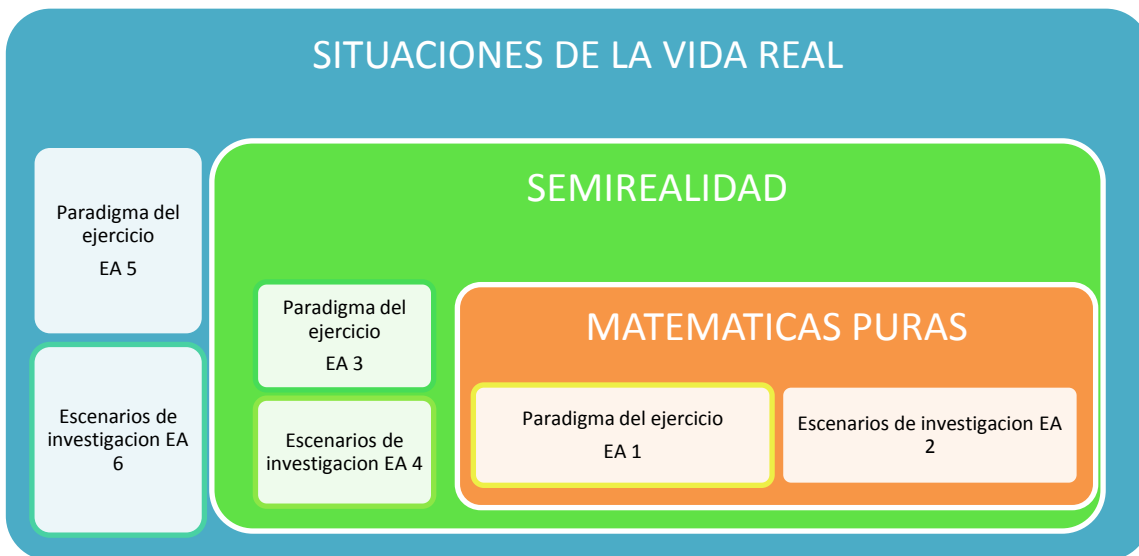 SITUACIONES DE LA VIDA REAL
SEMIREALIDAD
MATEMATICAS PURAS
Paradigma del
ejercicio
EA 5
Escenarios de
investigacion EA
6
Paradigma del
ejercicio
EA 3
Escenarios de
investigacion EA 4
Paradigma del ejercicio
EA 1
Escenarios de investigacion EA
2